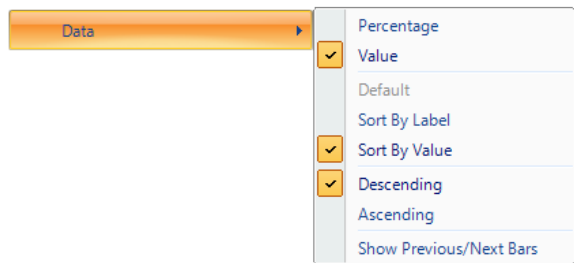 Data
Percentage
Value
Default
Sort By Label
Sort By Value
Descending
Ascending
Show Previous/Next Bars